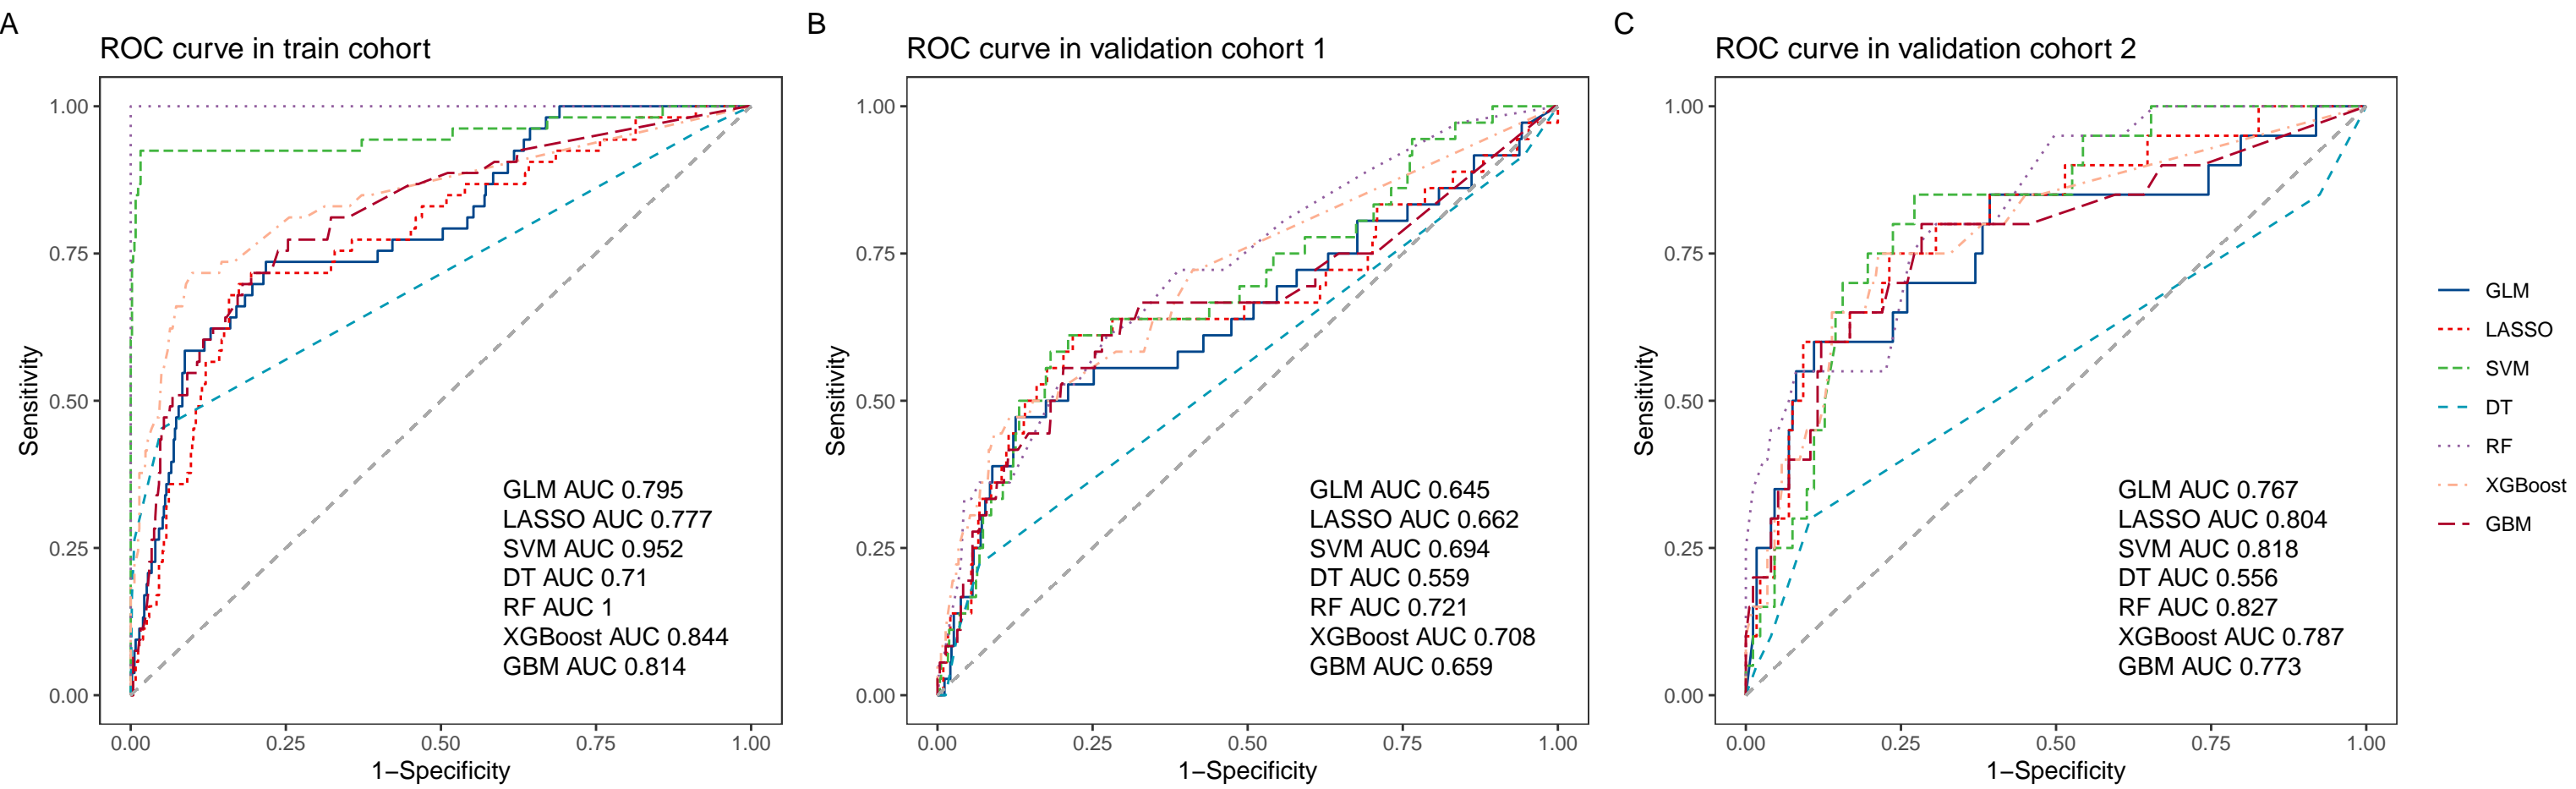 A
ROC curve in train cohort
1.00
0.75
0.50
0.25
0.00
Sensitivity
GLM AUC 0.795
LASSO AUC 0.777
SVM AUC 0.952
DT AUC 0.71
RF AUC 1
XGBoost AUC 0.844
GBM AUC 0.814
0.00 0.25 0.50 0.75 1.00
1−Specificity
B
ROC curve in validation cohort 1
1.00
0.75
0.50
0.25
0.00
Sensitivity
GLM AUC 0.645
LASSO AUC 0.662
SVM AUC 0.694
DT AUC 0.559
RF AUC 0.721
XGBoost AUC 0.708
GBM AUC 0.659
0.00 0.25 0.50 0.75 1.00
1−Specificity
C
ROC curve in validation cohort 2
1.00
0.75
0.50
0.25
0.00
Sensitivity
GLM AUC 0.767
LASSO AUC 0.804
SVM AUC 0.818
DT AUC 0.556
RF AUC 0.827
XGBoost AUC 0.787
GBM AUC 0.773
0.00 0.25 0.50 0.75 1.00
1−Specificity
GLM
LASSO
SVM
DT
RF
XGBoost
GBM